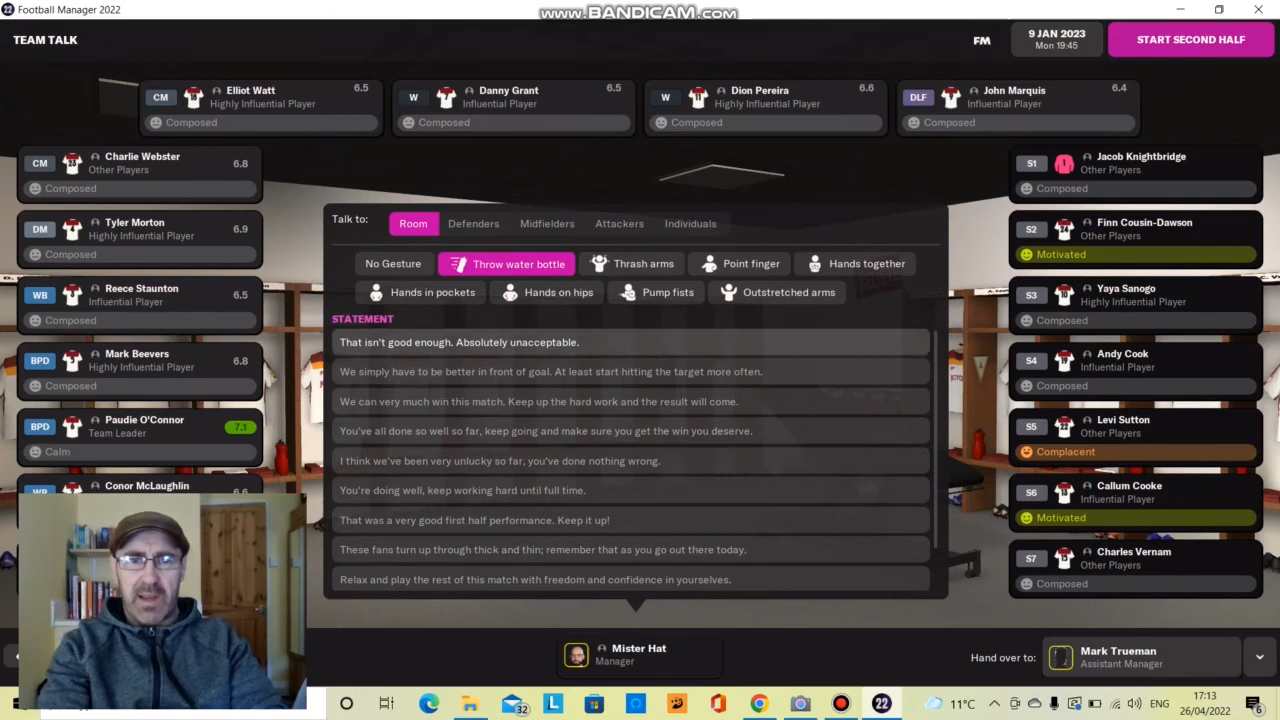 22 Football Manager 2022
www.BANDICAM.com
TEAM TALK
FM
9 JAN 2023
Mon 19:45
START SECOND HALF
CM Elliot Watt 6.5
Highly Influential Player
Composed
W Danny Grant 6.5
Influential Player
Composed
W 11 Dion Pereira 6.6
Highly Influential Player
Composed
DLF John Marquis 6.4
Influential Player
Composed
CM 23 Charlie Webster 6.8
Other Players
Composed
DM 4 Tyler Morton 6.9
Highly Influential Player
Composed
WB Reece Staunton 6.5
Influential Player
Composed
BPD Mark Beevers 6.8
Highly Influential Player
Composed
BPD Paudie O'Connor 7.1
Team Leader
Calm
WB Conor McLaughlin 6.6
Talk to: Room Defenders Midfielders Attackers Individuals
No Gesture Throw water bottle Thrash arms Point finger Hands together
Hands in pockets Hands on hips Pump fists Outstretched arms
STATEMENT
That isn't good enough. Absolutely unacceptable.
We simply have to be better in front of goal. At least start hitting the target more often.
We can very much win this match. Keep up the hard work and the result will come.
You've all done so well so far, keep going and make sure you get the win you deserve.
I think we've been very unlucky so far, you've done nothing wrong.
You're doing well, keep working hard until full time.
That was a very good first half performance. Keep it up!
These fans turn up through thick and thin; remember that as you go out there today.
Relax and play the rest of this match with freedom and confidence in yourselves.
S1 1 Jacob Knightbridge
Other Players
Composed
S2 24 Finn Cousin-Dawson
Other Players
Motivated
S3 10 Yaya Sanogo
Highly Influential Player
Composed
S4 Andy Cook
Influential Player
Composed
S5 22 Levi Sutton
Other Players
Complacent
S6 Callum Cooke
Influential Player
Motivated
S7 Charles Vernam
Other Players
Composed
Mister Hat
Manager
Hand over to: Mark Trueman
Assistant Manager
32
L
22
11°C
ENG
17:13
26/04/2022
6